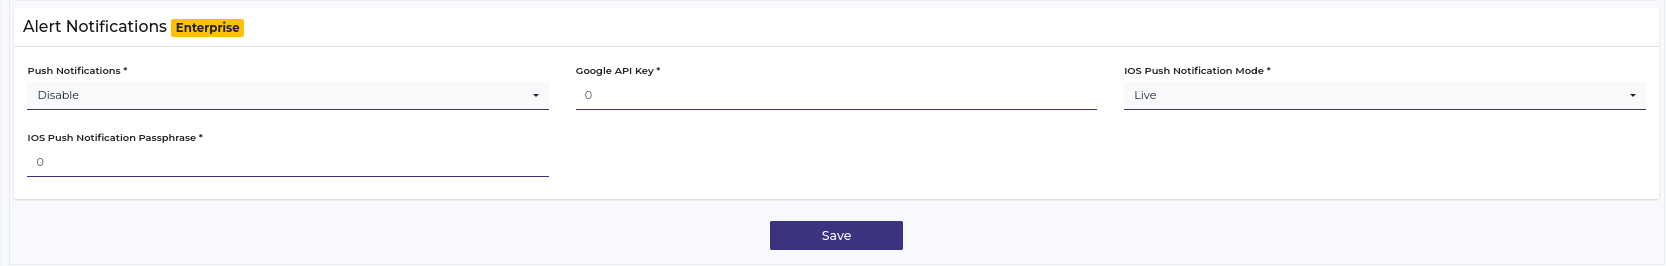 Alert Notifications Enterprise
Push Notifications *
Google API Key *
IOS Push Notification Mode *
Disable
0
Live
IOS Push Notification Passphrase *
0
Save